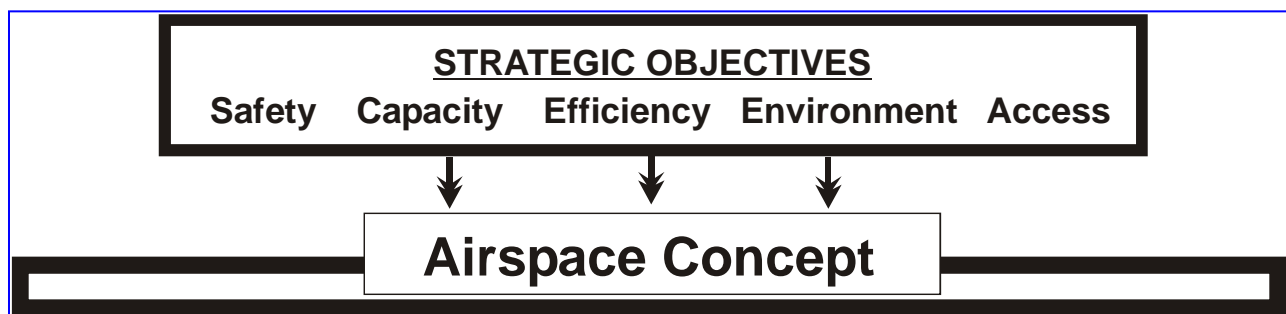 STRATEGIC OBJECTIVES
Safety Capacity Efficiency Environment Access
Airspace Concept